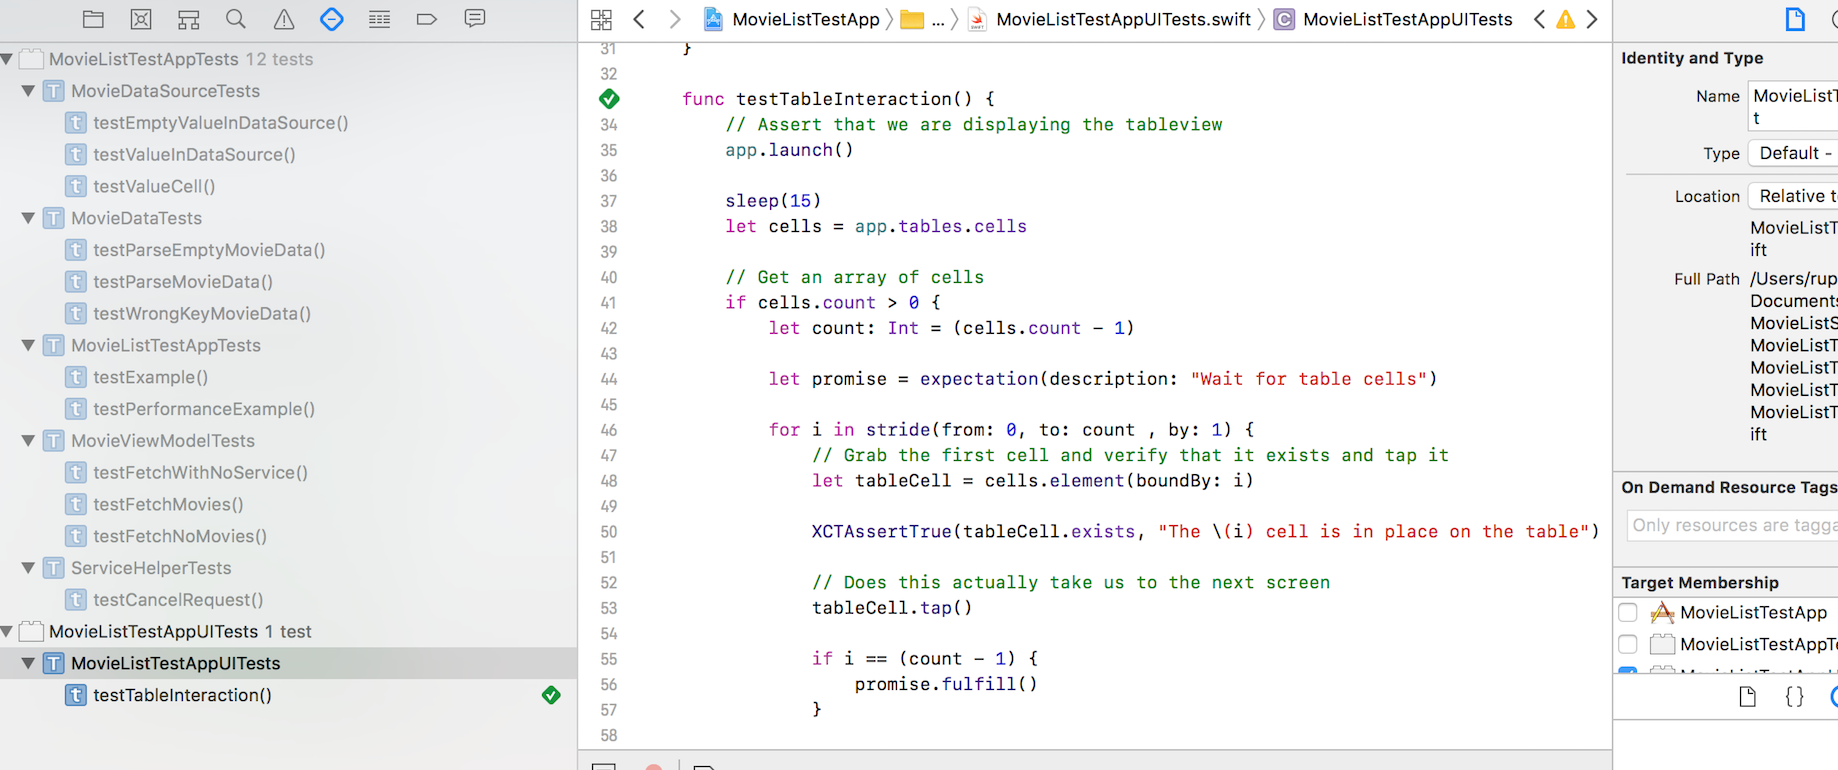 MovieListTestApp ... MovieListTestAppUITests.swift C MovieListTestAppUITests
MovieListTestAppTests 12 tests
T MovieDataSourceTests
t testEmptyValueInDataSource()
t testValueInDataSource()
t testValueCell()
T MovieDataTests
t testParseEmptyMovieData()
t testParseMovieData()
t testWrongKeyMovieData()
T MovieListTestAppTests
t testExample()
t testPerformanceExample()
T MovieViewModelTests
t testFetchWithNoService()
t testFetchMovies()
t testFetchNoMovies()
T ServiceHelperTests
t testCancelRequest()
MovieListTestAppUITests 1 test
T MovieListTestAppUITests
t testTableInteraction()
31 }
32
func testTableInteraction() {
34 // Assert that we are displaying the tableview
35 app.launch()
36
37 sleep(15)
38 let cells = app.tables.cells
39
40 // Get an array of cells
41 if cells.count > 0 {
42 let count: Int = (cells.count - 1)
43
44 let promise = expectation(description: "Wait for table cells")
45
46 for i in stride(from: 0, to: count , by: 1) {
47 // Grab the first cell and verify that it exists and tap it
48 let tableCell = cells.element(boundBy: i)
49
50 XCTAssertTrue(tableCell.exists, "The \(i) cell is in place on the table")
51
52 // Does this actually take us to the next screen
53 tableCell.tap()
54
55 if i == (count - 1) {
56 promise.fulfill()
57 }
58
Identity and Type
Name MovieListT
t
Type Default -
Location Relative t
MovieListT
ift
Full Path /Users/rup
Documents
MovieListS
MovieListT
MovieListT
MovieListT
MovieListT
ift
On Demand Resource Tags
Only resources are tagga
Target Membership
MovieListTestApp
MovieListTestAppTe
{}